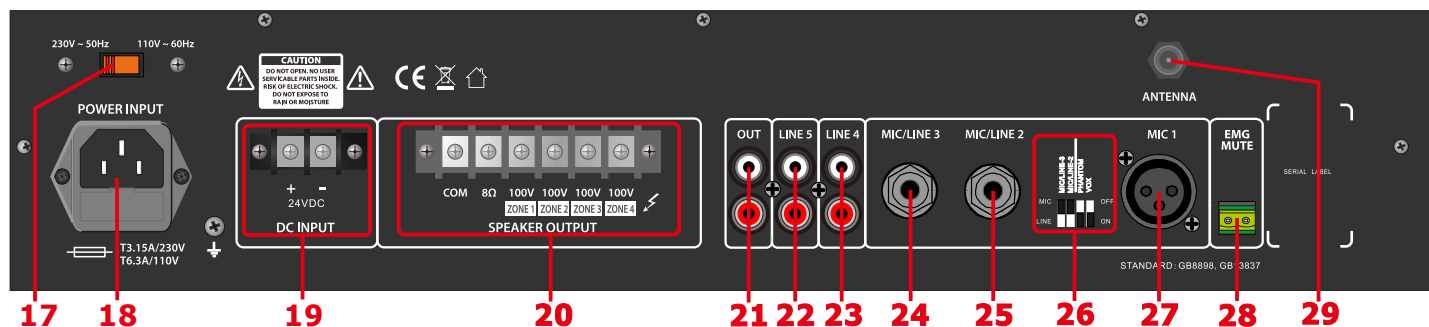 230V ~ 50Hz 110V ~ 60Hz
CAUTION
DO NOT OPEN. NO USER
SERVICABLE PARTS INSIDE.
RISK OF ELECTRIC SHOCK.
DO NOT EXPOSE TO
RAJN OR MOJSTURE
CE
ANTENNA
POWER INPUT
T3.15A/230V
T6.3A/110V
+ -
24VDC
DC INPUT
COM 8Ω 100V 100V 100V 100V
ZONE 1 ZONE 2 ZONE 3 ZONE 4
SPEAKER OUTPUT
OUT LINE 5 LINE 4 MIC/LINE 3 MIC/LINE 2
MIC/LINE-3
MIC/LINE-2
PHANTOM
VOX
MIC OFF
LINE ON
MIC 1
EMG
MUTE
SERIAL LABEL
STANDARD: GB8898, GB13837
17 18 19 20 21 22 23 24 25 26 27 28 29